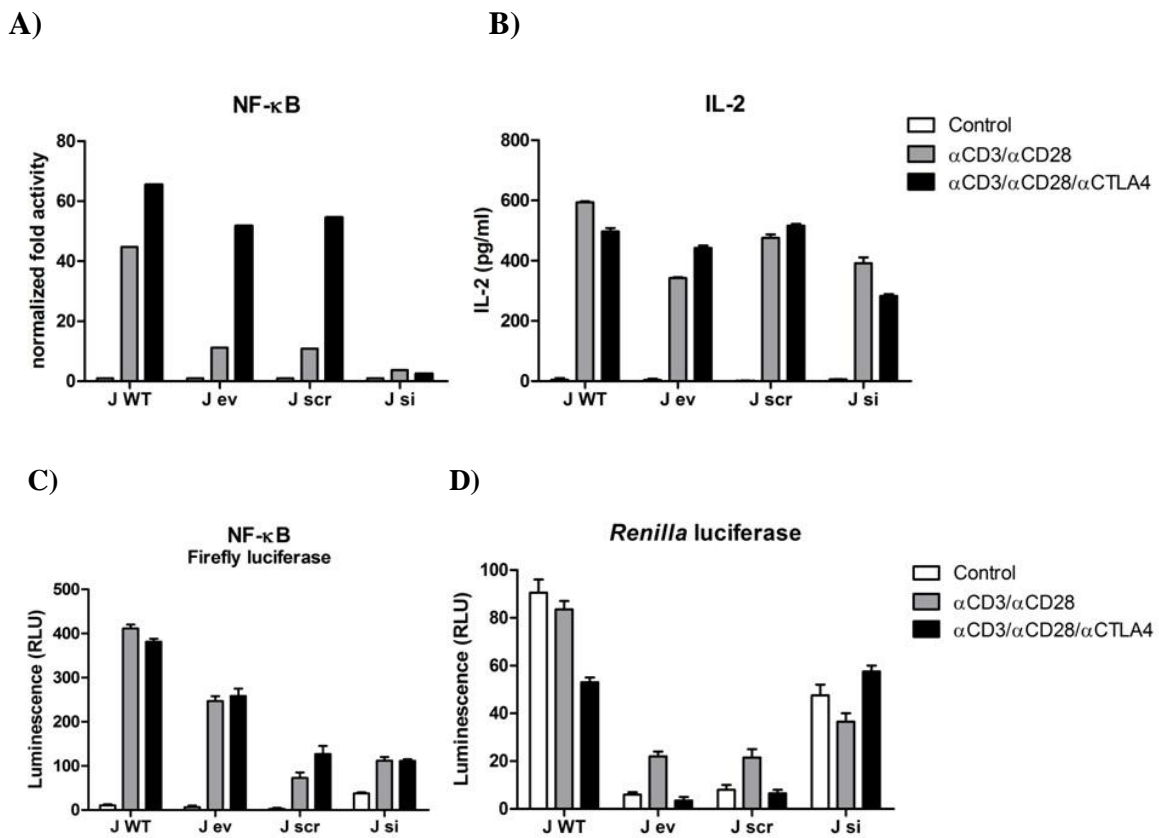 A)
B)
NF-κB
normalized fold activity
80
60
40
20
0
J WT J ev J scr J si
IL-2
IL-2 (pg/ml)
800
600
400
200
0
J WT J ev J scr J si
Control
αCD3/αCD28
αCD3/αCD28/αCTLA4
C)
D)
NF-κB
Firefly luciferase
Luminescence (RLU)
500
400
300
200
100
0
J WT J ev J scr J si
Renilla luciferase
Luminescence (RLU)
100
80
60
40
20
0
J WT J ev J scr J si
Control
αCD3/αCD28
αCD3/αCD28/αCTLA4